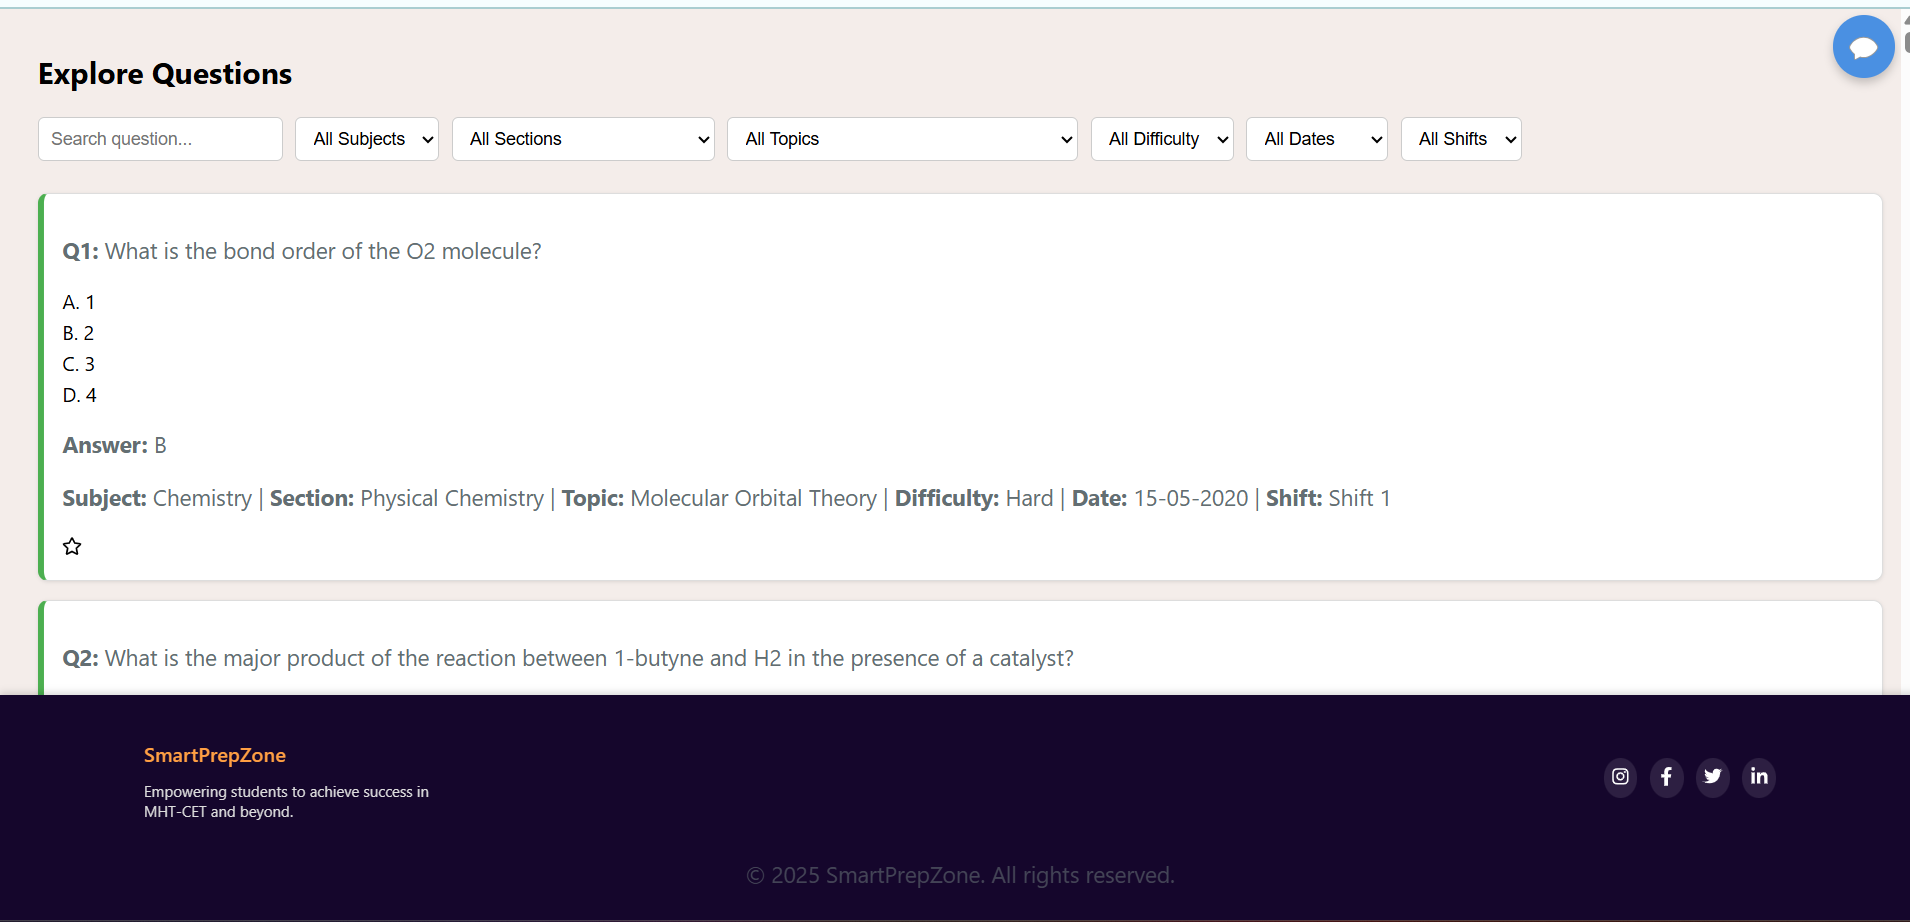 Explore Questions
Search question... All Subjects All Sections All Topics All Difficulty All Dates All Shifts
Q1: What is the bond order of the O2 molecule?
A. 1
B. 2
C. 3
D. 4
Answer: B
Subject: Chemistry | Section: Physical Chemistry | Topic: Molecular Orbital Theory | Difficulty: Hard | Date: 15-05-2020 | Shift: Shift 1
Q2: What is the major product of the reaction between 1-butyne and H2 in the presence of a catalyst?
SmartPrepZone
Empowering students to achieve success in
MHT-CET and beyond.
© 2025 SmartPrepZone. All rights reserved.